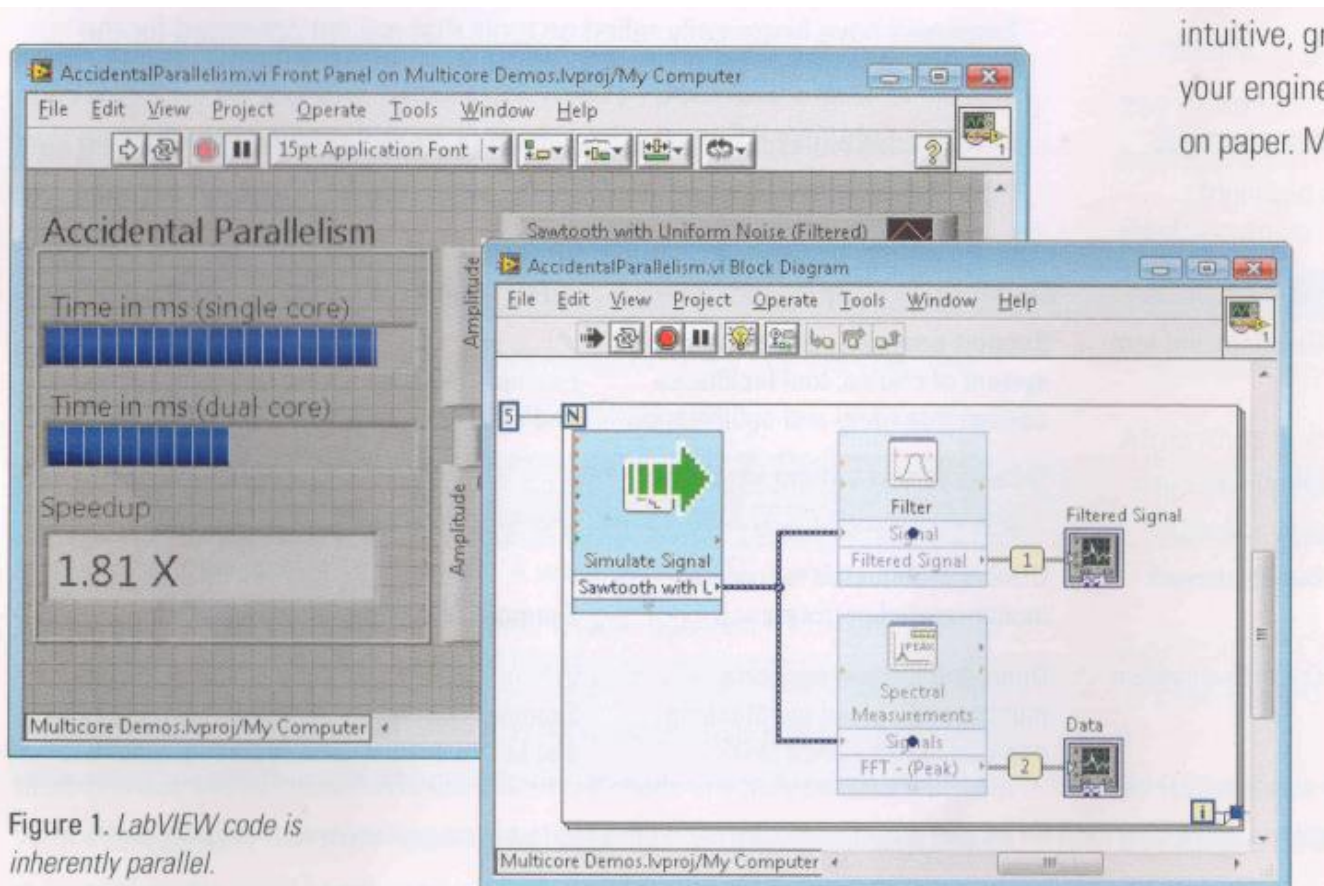 intuitive, gr
your engine
on paper. M
AccidentalParallelism.vi Front Panel on Multicore Demos.lvproj/My Computer
File Edit View Project Operate Tools Window Help
15pt Application Font
1
Accidental Parallelism
Sawtooth with Uniform Noise (Filtered)
Time in ms (single core)
Amplitude
Time in ms (dual core)
Speedup
1.81 X
Amplitude
Multicore Demos.lvproj/My Computer
AccidentalParallelism.vi Block Diagram
File Edit View Project Operate Tools Window Help
1
5 N
Simulate Signal
Sawtooth with L
Filter
Signal
Filtered Signal
1
Filtered Signal
PEAK
Spectral
Measurements
Signals
FFT - (Peak)
2
Data
i
Multicore Demos.lvproj/My Computer
Figure 1. LabVIEW code is
inherently parallel.